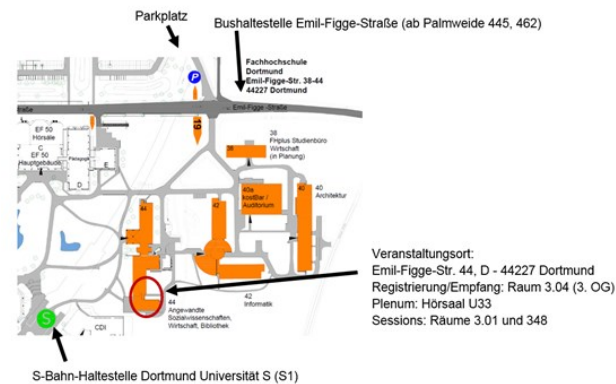 Parkplatz
Bushaltestelle Emil-Figge-Straße (ab Palmweide 445, 462)
Fachhochschule
Dortmund
Emil-Figge-Str. 38-44
44227 Dortmund
P
straße
Emil-Figge-Straße
19
EF 50
Hörsäle
C
EF 50
Hauptgebäude
Pädagogik
E
D
38
38
FHplus Studienbüro
Wirtschaft
(in Planung)
44
42
40a
kostBar /
Auditorium
40
40
Architektur
Veranstaltungsort:
Emil-Figge-Str. 44, D - 44227 Dortmund
Registrierung/Empfang: Raum 3.04 (3. OG)
Plenum: Hörsaal U33
Sessions: Räume 3.01 und 348
44
Angewandte
Sozialwissenschaften,
Wirtschaft, Bibliothek
42
Informatik
S
CDI
S-Bahn-Haltestelle Dortmund Universität S (S1)